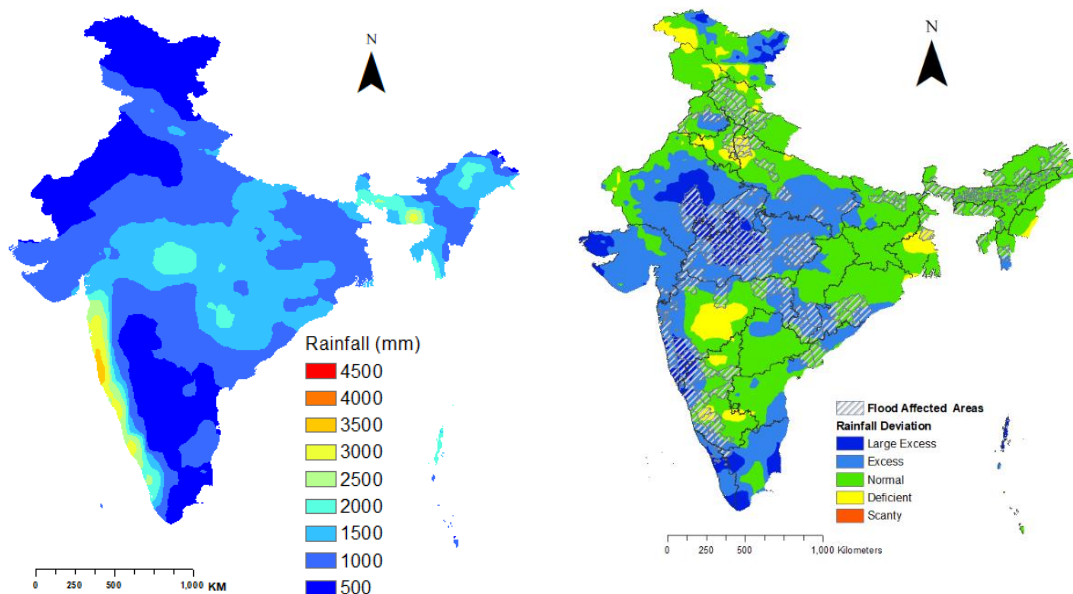 N
Rainfall (mm)
4500
4000
3500
3000
2500
2000
1500
1000
500
0 250 500 1,000 KM
N
Flood Affected Areas
Rainfall Deviation
Large Excess
Excess
Normal
Deficient
Scanty
0 250 500 1,000 Kilometers